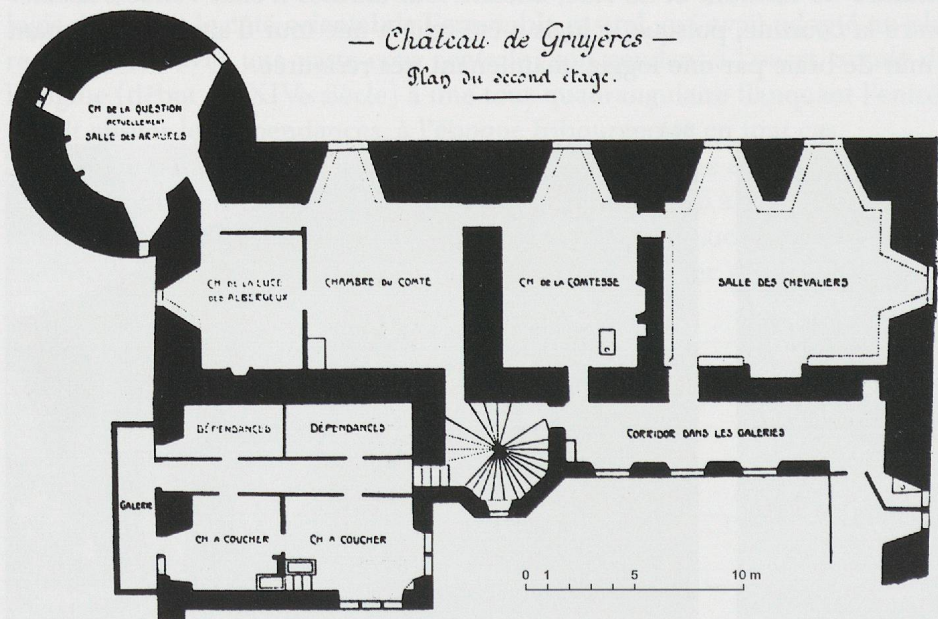 — Château de Gruyères —
Plan du second étage.
CH DE LA QUESTION
ACTUELLEMENT
SALLE DES ARMURES
CH DE LA LUCE
DES ALBERGEUX
CHAMBRE DU COMTE
CH DE LA COMTESSE
SALLE DES CHEVALIERS
DÉPENDANCES
DÉPENDANCES
CORRIDOR DANS LES GALERIES
GALERIE
CH A COUCHER
CH A COUCHER
0 1 5 10 m